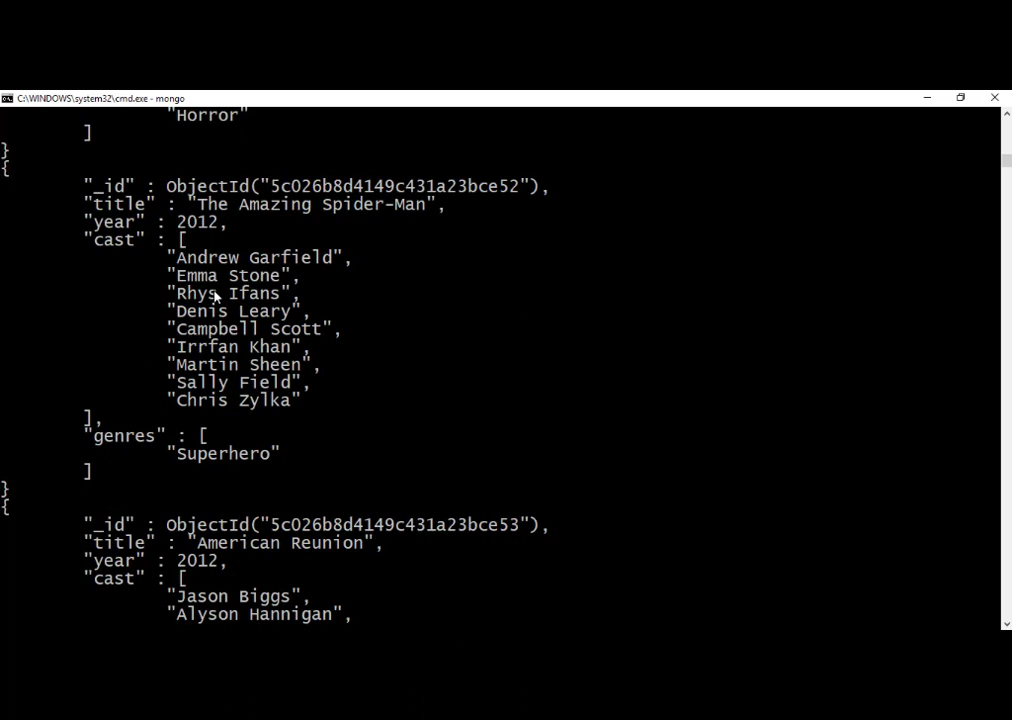 C:\WINDOWS\system32\cmd.exe - mongo
"Horror"
]
}
{
"_id" : ObjectId("5c026b8d4149c431a23bce52"),
"title" : "The Amazing Spider-Man",
"year" : 2012,
"cast" : [
"Andrew Garfield",
"Emma Stone",
"Rhys Ifans",
"Denis Leary",
"Campbell Scott",
"Irrfan Khan",
"Martin Sheen",
"Sally Field",
"Chris Zylka"
],
"genres" : [
"Superhero"
]
}
{
"_id" : ObjectId("5c026b8d4149c431a23bce53"),
"title" : "American Reunion",
"year" : 2012,
"cast" : [
"Jason Biggs",
"Alyson Hannigan",